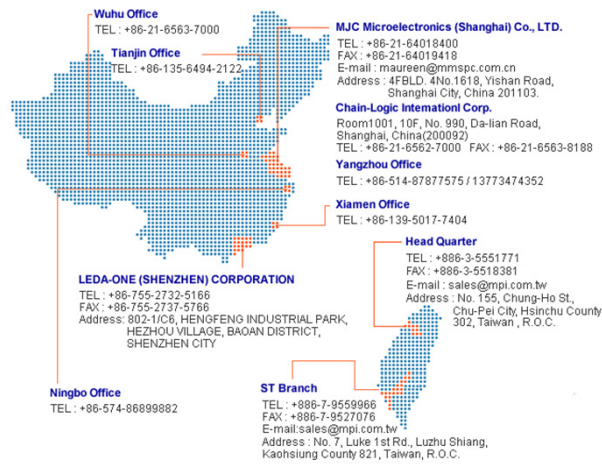 Wuhu Office
TEL : +86-21-6563-7000
Tianjin Office
TEL : +86-135-6494-2122
MJC Microelectronics (Shanghai) Co., LTD.
TEL : +86-21-64018400
FAX : +86-21-64019418
E-mail : maureen@mmspc.com.cn
Address : 4FBLD. 4No.1618, Yishan Road,
Shanghai City, China 201103.
Chain-Logic Intemationl Corp.
Room1001, 10F, No. 990, Da-lian Road,
Shanghai, China(200092)
TEL : +86-21-6562-7000 FAX : +86-21-6563-8188
Yangzhou Office
TEL : +86-514-87877575 / 13773474352
Xiamen Office
TEL : +86-139-5017-7404
Head Quarter
TEL : +886-3-5551771
FAX : +886-3-5518381
E-mail : sales@mpi.com.tw
Address : No. 155, Chung-Ho St.,
Chu-Pei City, Hsinchu County
302, Taiwan , R.O.C.
LEDA-ONE (SHENZHEN) CORPORATION
TEL : +86-755-2732-5166
FAX : +86-755-2737-5766
Address: 802-1/C6, HENGFENG INDUSTRIAL PARK,
HEZHOU VILLAGE, BAOAN DISTRICT,
SHENZHEN CITY
Ningbo Office
TEL : +86-574-86899882
ST Branch
TEL : +886-7-9559966
FAX : +886-7-9527076
E-mail:sales@mpi.com.tw
Address : No. 7, Luke 1st Rd., Luzhu Shiang,
Kaohsiung County 821, Taiwan, R.O.C.